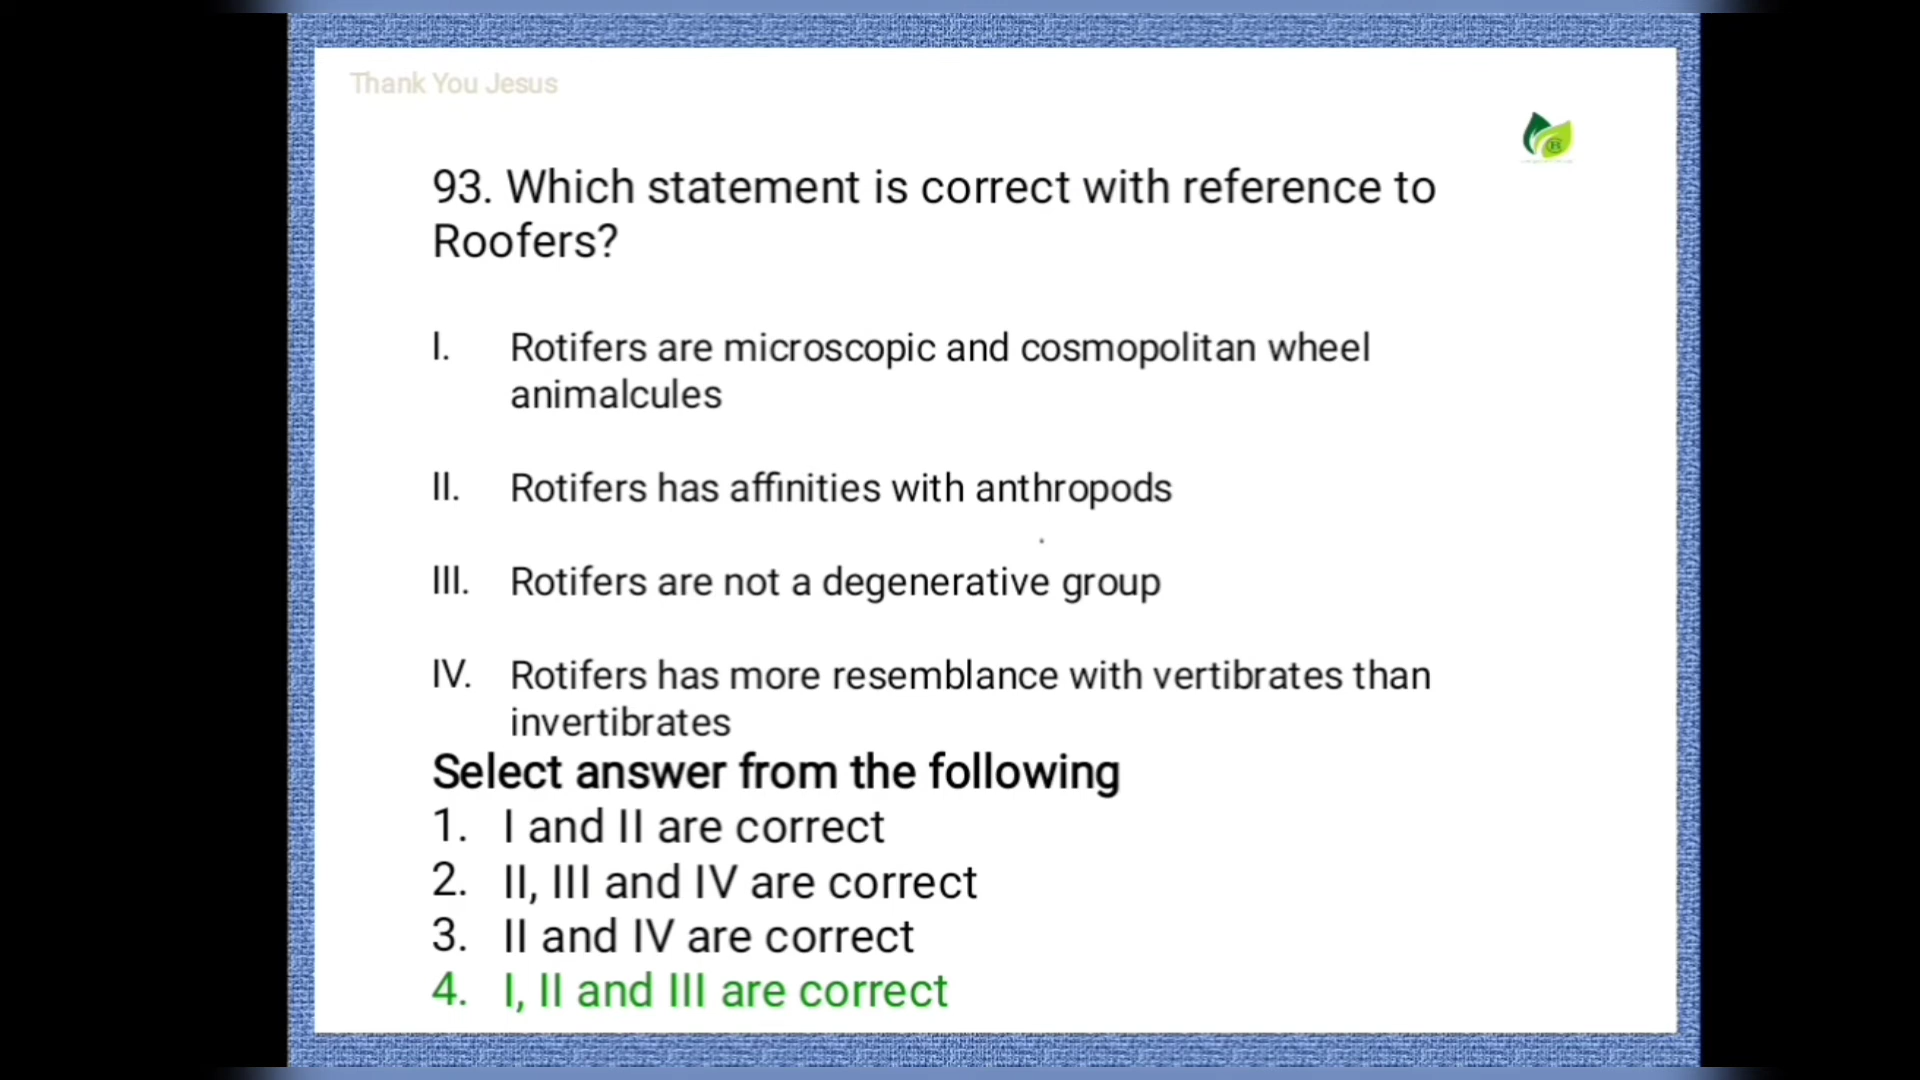 Thank You Jesus
93. Which statement is correct with reference to
Roofers?
I. Rotifers are microscopic and cosmopolitan wheel
animalcules
II. Rotifers has affinities with anthropods
III. Rotifers are not a degenerative group
IV. Rotifers has more resemblance with vertibrates than
invertibrates
Select answer from the following
1. I and II are correct
2. II, III and IV are correct
3. II and IV are correct
4. I, II and III are correct